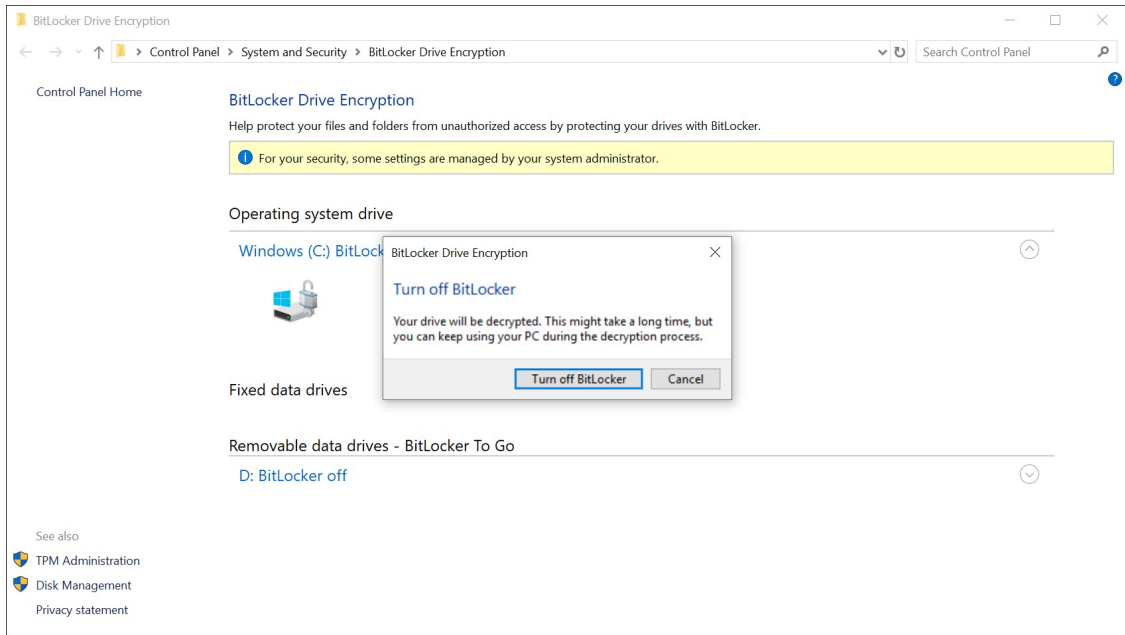 BitLocker Drive Encryption
Control Panel > System and Security > BitLocker Drive Encryption
Search Control Panel
Control Panel Home
BitLocker Drive Encryption
Help protect your files and folders from unauthorized access by protecting your drives with BitLocker.
For your security, some settings are managed by your system administrator.
Operating system drive
Windows (C:) BitLock
BitLocker Drive Encryption
Turn off BitLocker
Your drive will be decrypted. This might take a long time, but
you can keep using your PC during the decryption process.
Turn off BitLocker
Cancel
Fixed data drives
Removable data drives - BitLocker To Go
D: BitLocker off
See also
TPM Administration
Disk Management
Privacy statement